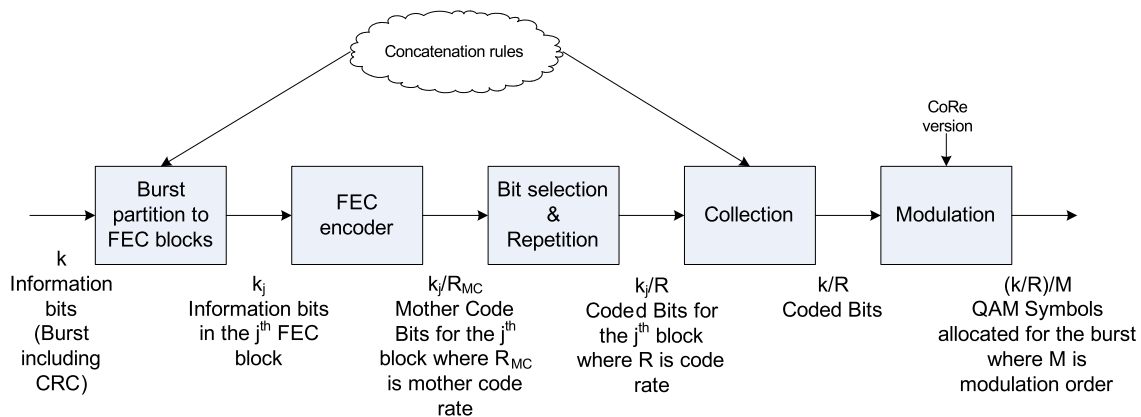 Concatenation rules
CoRe
version
Burst
partition to
FEC blocks
FEC
encoder
Bit selection
&
Repetition
Collection
Modulation
k
Information
bits
(Burst
including
CRC)
kj
Information bits
in the jth FEC
block
kj/RMC
Mother Code
Bits for the jth
block where RMC
is mother code
rate
kj/R
Coded Bits for
the jth block
where R is code
rate
k/R
Coded Bits
(k/R)/M
QAM Symbols
allocated for the burst
where M is
modulation order